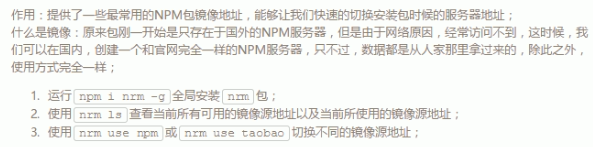 作用：提供了一些最常用的NPM包镜像地址，能够让我们快速的切换安装包时候的服务器地址；
什么是镜像：原来包刚一开始是只存在于国外的NPM服务器，但是由于网络原因，经常访问不到，这时候，我
们可以在国内，创建一个和官网完全一样的NPM服务器，只不过，数据都是从人家那里拿过来的，除此之外，
使用方式完全一样；
1. 运行 npm i nrm -g 全局安装 nrm 包；
2. 使用 nrm ls 查看当前所有可用的镜像源地址以及当前所使用的镜像源地址；
3. 使用 nrm use npm 或 nrm use taobao 切换不同的镜像源地址；